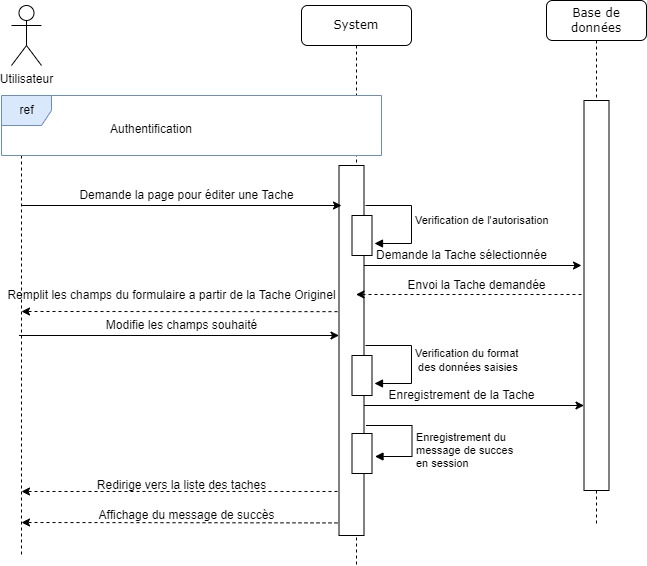 System
Base de
données
Utilisateur
ref
Authentification
Demande la page pour éditer une Tache
Verification de l'autorisation
Demande la Tache sélectionnée
Envoi la Tache demandée
Remplit les champs du formulaire a partir de la Tache Originel
Modifie les champs souhaité
Verification du format
des données saisies
Enregistrement de la Tache
Enregistrement du
message de succes
en session
Redirige vers la liste des taches
Affichage du message de succès